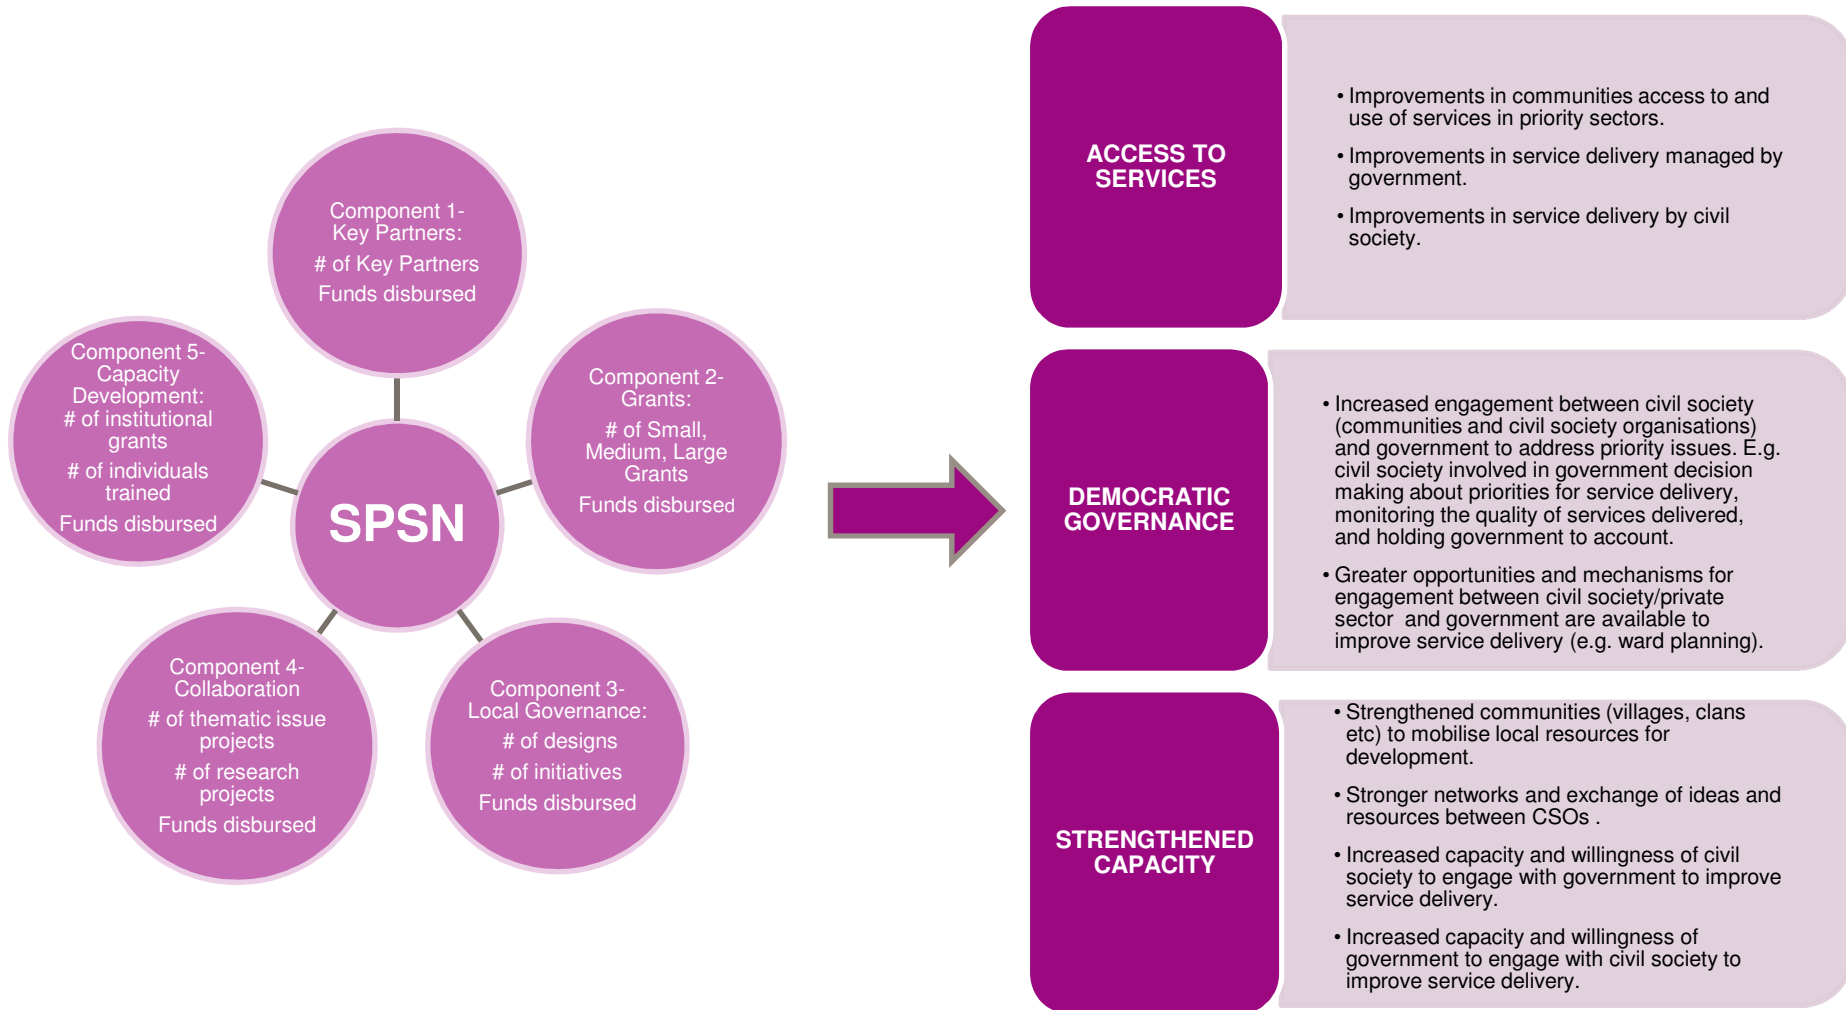 Component 1-
Key Partners:
# of Key Partners
Funds disbursed
Component 2-
Grants:
# of Small,
Medium, Large
Grants
Funds disbursed
Component 3-
Local Governance:
# of designs
# of initiatives
Funds disbursed
Component 4-
Collaboration
# of thematic issue
projects
# of research
projects
Funds disbursed
Component 5-
Capacity
Development:
# of institutional
grants
# of individuals
trained
Funds disbursed
SPSN
ACCESS TO
SERVICES
• Improvements in communities access to and
use of services in priority sectors.
• Improvements in service delivery managed by
government.
• Improvements in service delivery by civil
society.
DEMOCRATIC
GOVERNANCE
• Increased engagement between civil society
(communities and civil society organisations)
and government to address priority issues. E.g.
civil society involved in government decision
making about priorities for service delivery,
monitoring the quality of services delivered,
and holding government to account.
• Greater opportunities and mechanisms for
engagement between civil society/private
sector  and government are available to
improve service delivery (e.g. ward planning).
STRENGTHENED
CAPACITY
• Strengthened communities (villages, clans
etc) to mobilise local resources for
development.
• Stronger networks and exchange of ideas and
resources between CSOs .
• Increased capacity and willingness of civil
society to engage with government to improve
service delivery.
• Increased capacity and willingness of
government to engage with civil society to
improve service delivery.